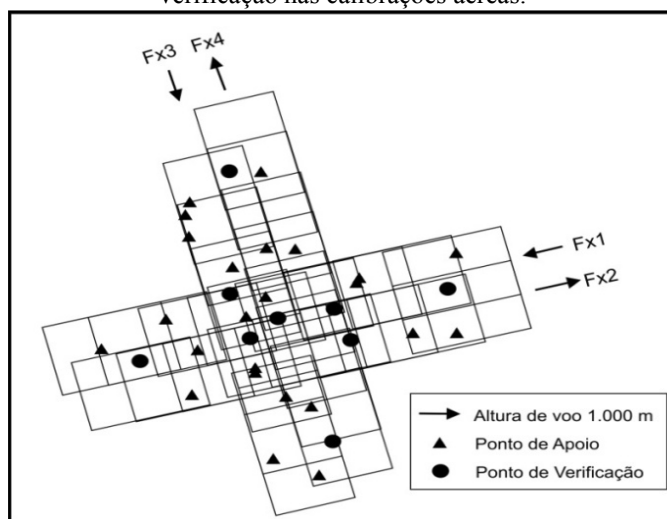 verificação nas calibrações aéreas.
Fx3
Fx4
Fx1
Fx2
Altura de voo 1.000 m
Ponto de Apoio
Ponto de Verificação